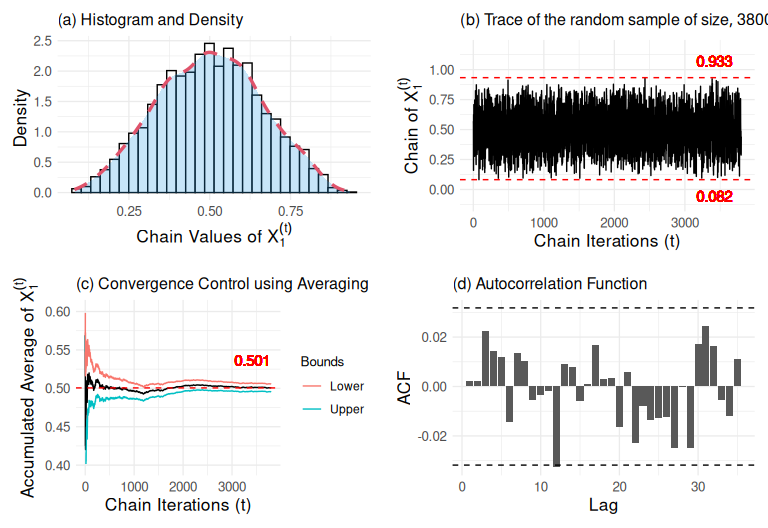 (a) Histogram and Density
2.5
2.0
1.5
1.0
0.5
0.0
Density
0.25 0.50 0.75
Chain Values of X₁⁽ᵗ⁾
(b) Trace of the random sample of size, 3800
0.933
1.00
0.75
0.50
0.25
0.00
Chain of X₁⁽ᵗ⁾
0.082
0 1000 2000 3000
Chain Iterations (t)
(c) Convergence Control using Averaging
0.60
0.55
0.50
0.45
0.40
Accumulated Average of X₁⁽ᵗ⁾
0.501
Bounds
Lower
Upper
0 1000 2000 3000
Chain Iterations (t)
(d) Autocorrelation Function
0.02
0.00
-0.02
ACF
0 10 20 30
Lag